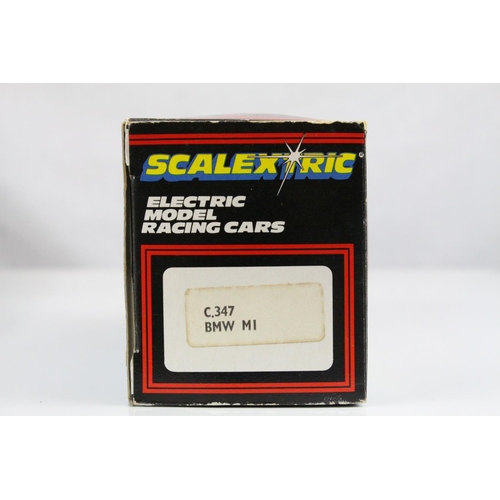 SCALEXTRIC
ELECTRIC
MODEL
RACING CARS
C.347
BMW M1